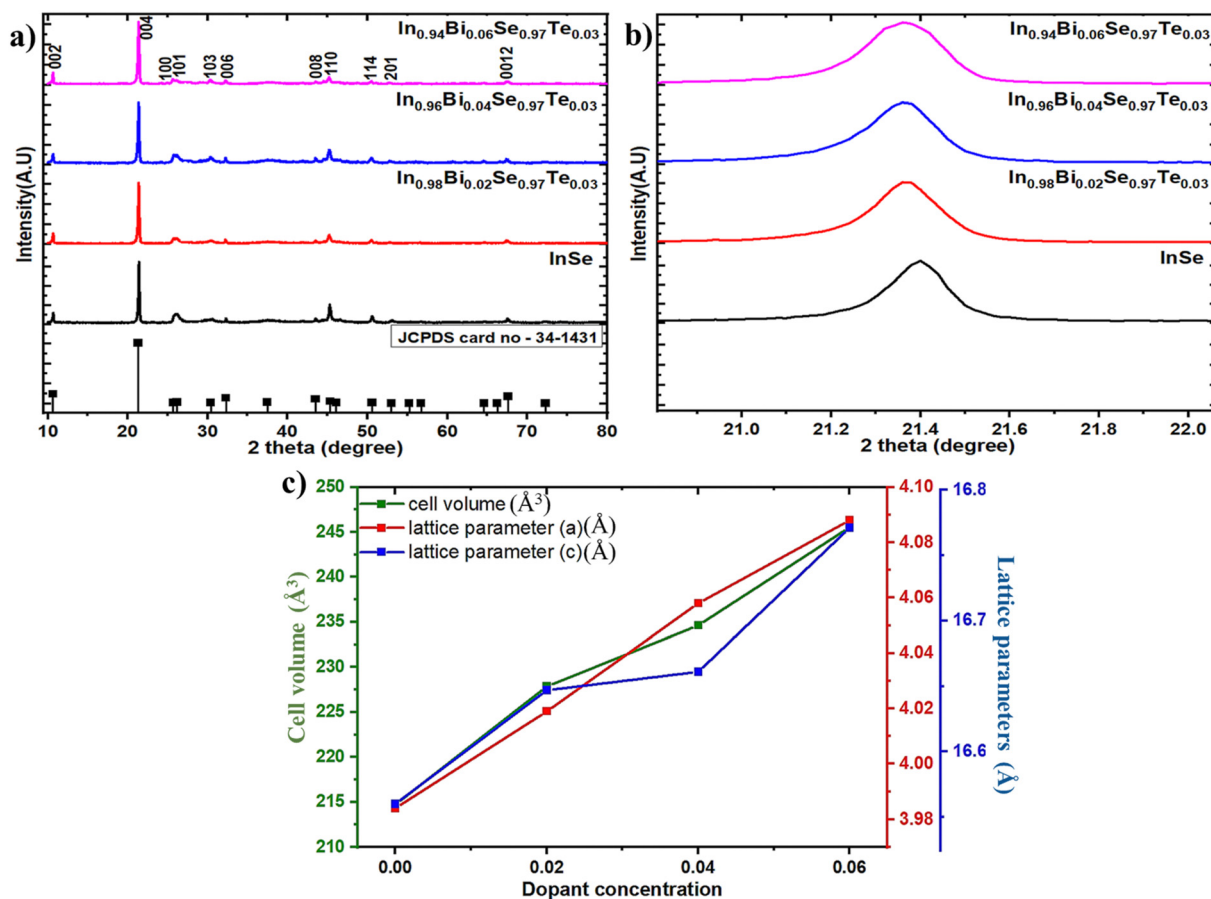 a)
In0.94Bi0.06Se0.97Te0.03
002
004
100
101
103
006
008
110
114
201
0012
In0.96Bi0.04Se0.97Te0.03
In0.98Bi0.02Se0.97Te0.03
InSe
JCPDS card no - 34-1431
Intensity(A.U)
10 20 30 40 50 60 70 80
2 theta (degree)
b)
In0.94Bi0.06Se0.97Te0.03
In0.96Bi0.04Se0.97Te0.03
In0.98Bi0.02Se0.97Te0.03
InSe
Intensity(A.U)
21.0 21.2 21.4 21.6 21.8 22.0
2 theta (degree)
c)
cell volume (Å³)
lattice parameter (a)(Å)
lattice parameter (c)(Å)
Cell volume (Å³)
250
245
240
235
230
225
220
215
210
0.00 0.02 0.04 0.06
Dopant concentration
4.10
4.08
4.06
4.04
4.02
4.00
3.98
16.8
16.7
16.6
Lattice parameters (Å)